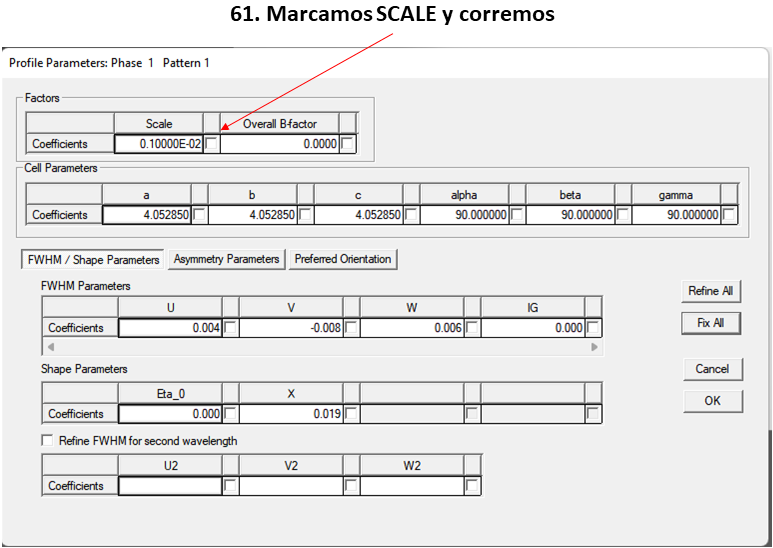 61. Marcamos SCALE y corremos
Profile Parameters: Phase 1 Pattern 1
Factors
Scale Overall B-factor
Coefficients 0.10000E-02 0.0000
Cell Parameters
a b c alpha beta gamma
Coefficients 4.052850 4.052850 4.052850 90.000000 90.000000 90.000000
FWHM / Shape Parameters Asymmetry Parameters Preferred Orientation
FWHM Parameters
U V W IG
Coefficients 0.004 -0.008 0.006 0.000
Shape Parameters
Eta_0 X
Coefficients 0.000 0.019
Refine FWHM for second wavelength
U2 V2 W2
Coefficients
Refine All
Fix All
Cancel
OK